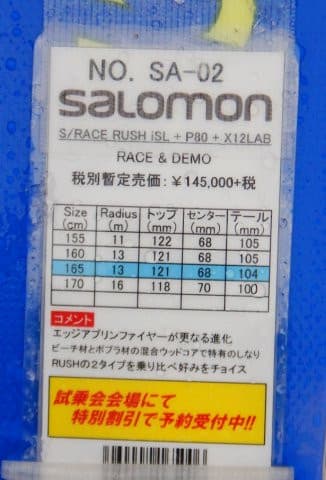 NO. SA-02
SALOMON
S/RACE RUSH iSL + P80 + X12LAB
RACE & DEMO
税別暫定売価：￥145,000+税
Size (cm) Radius (m) トップ (mm) センター (mm) テール (mm)
155 11 122 68 105
160 13 121 68 105
165 13 121 68 104
170 16 118 70 100
コメント
エッジアプリンファイヤーが更なる進化
ビーチ材とポプラ材の混合ウッドコアで特有のしなり
RUSHの2タイプを乗り比べ好みをチョイス
試乗会会場にて
特別割引で予約受付中!!